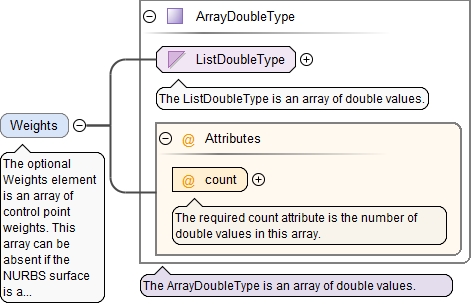 ArrayDoubleType
ListDoubleType
The ListDoubleType is an array of double values.
Weights
@ Attributes
The optional
Weights element
is an array of
control point
weights. This
array can be
absent if the
NURBS surface
is a...
@ count
The required count attribute is the number of
double values in this array.
The ArrayDoubleType is an array of double values.